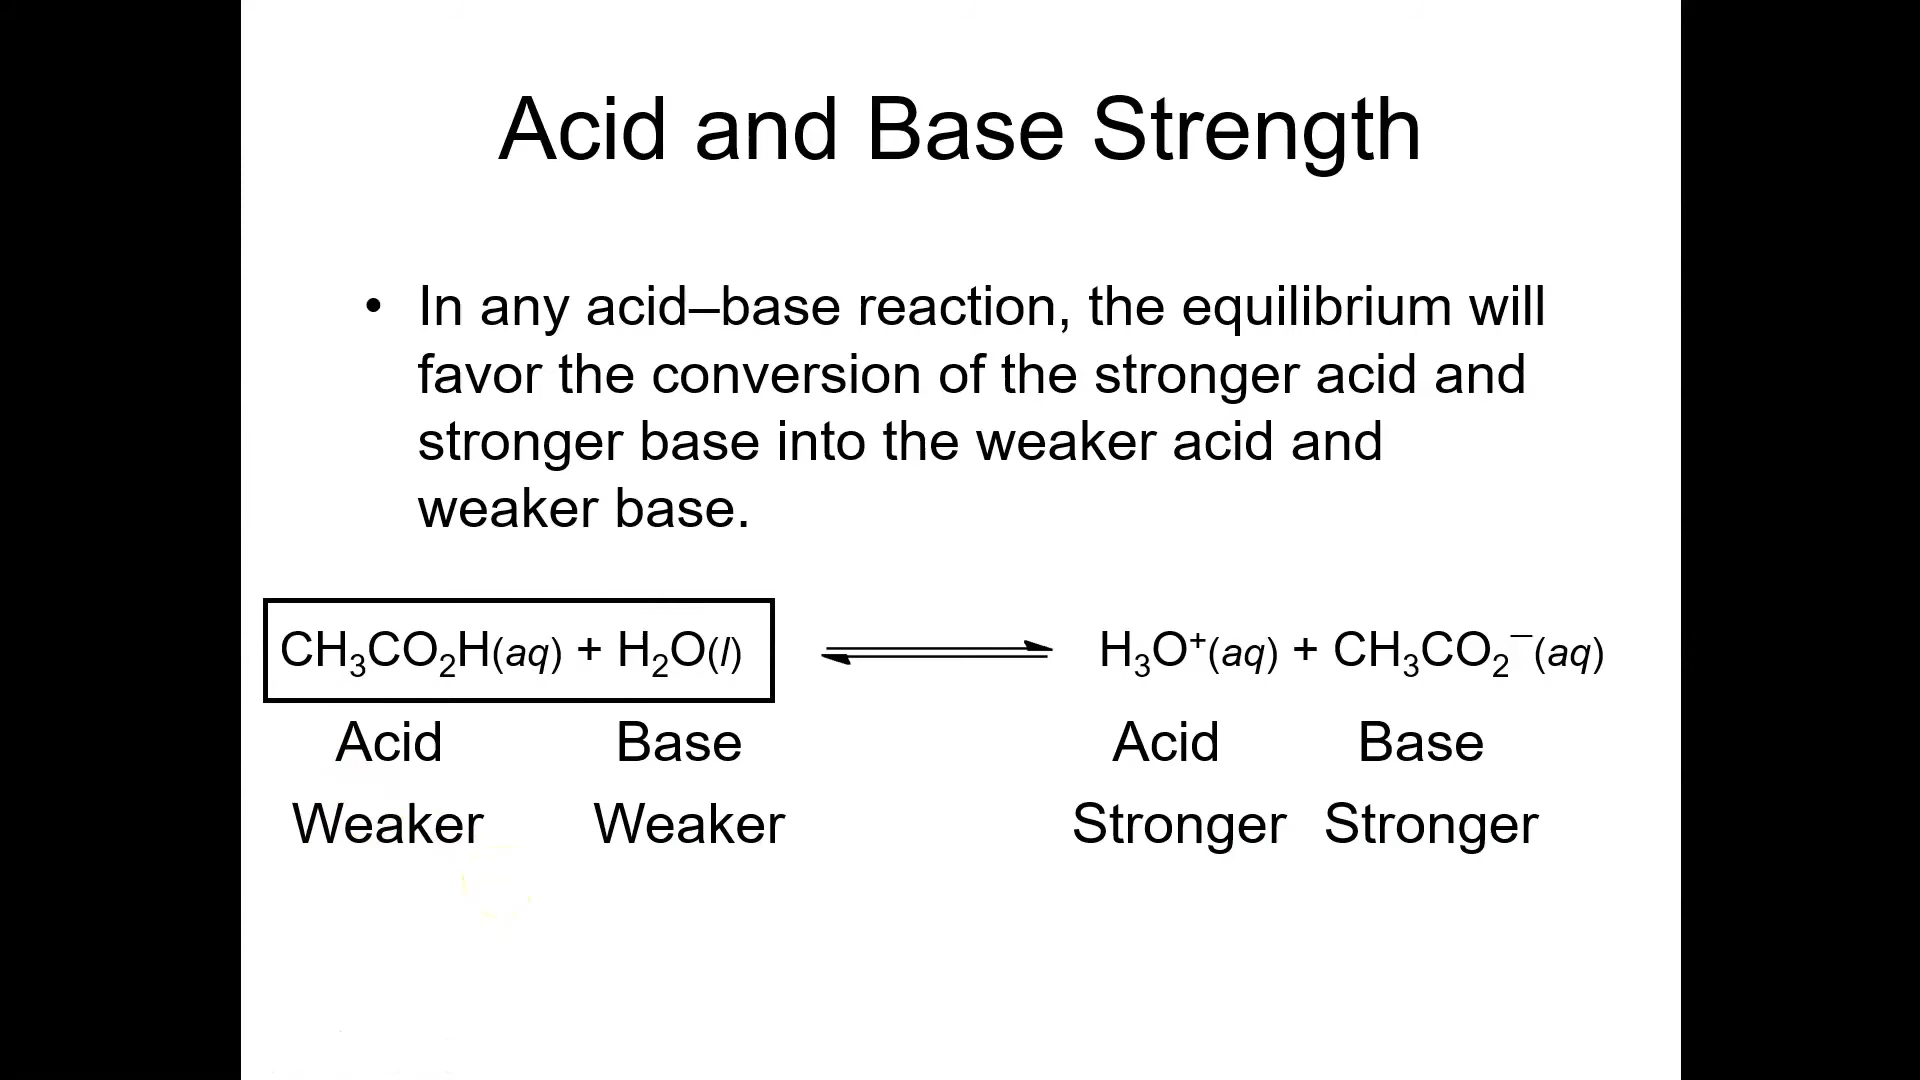 Acid and Base Strength
• In any acid–base reaction, the equilibrium will
favor the conversion of the stronger acid and
stronger base into the weaker acid and
weaker base.
CH₃CO₂H(aq) + H₂O(l) ⇌ H₃O⁺(aq) + CH₃CO₂⁻(aq)
Acid Base Acid Base
Weaker Weaker Stronger Stronger